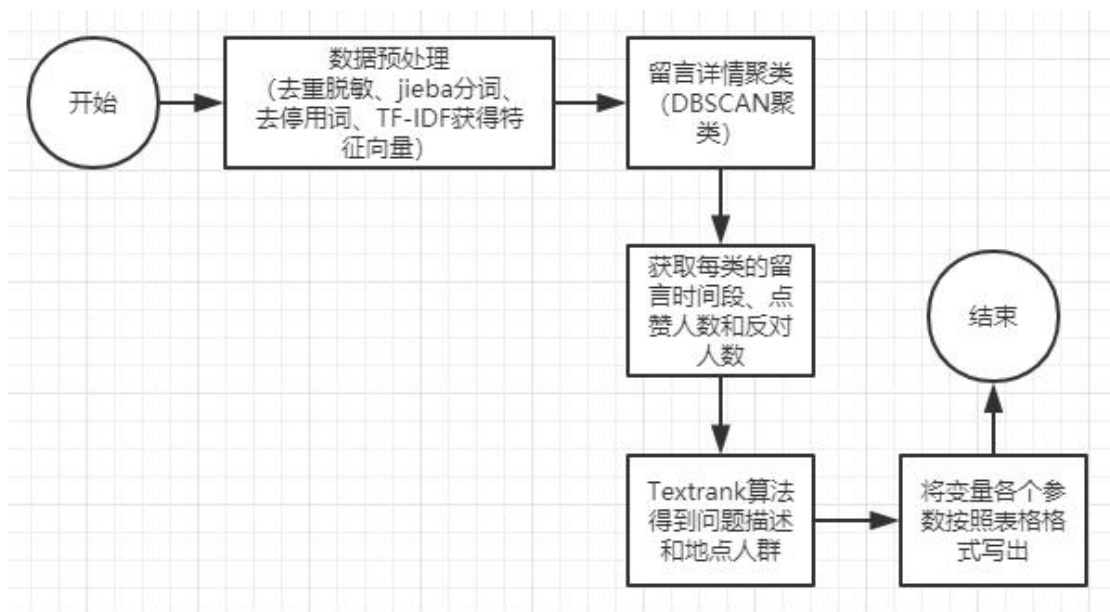 开始
数据预处理
（去重脱敏、jieba分词、
去停用词、TF-IDF获得特
征向量）
留言详情聚类
（DBSCAN聚
类）
获取每类的留
言时间段、点
赞人数和反对
人数
Textrank算法
得到问题描述
和地点人群
将变量各个参
数按照表格格
式写出
结束